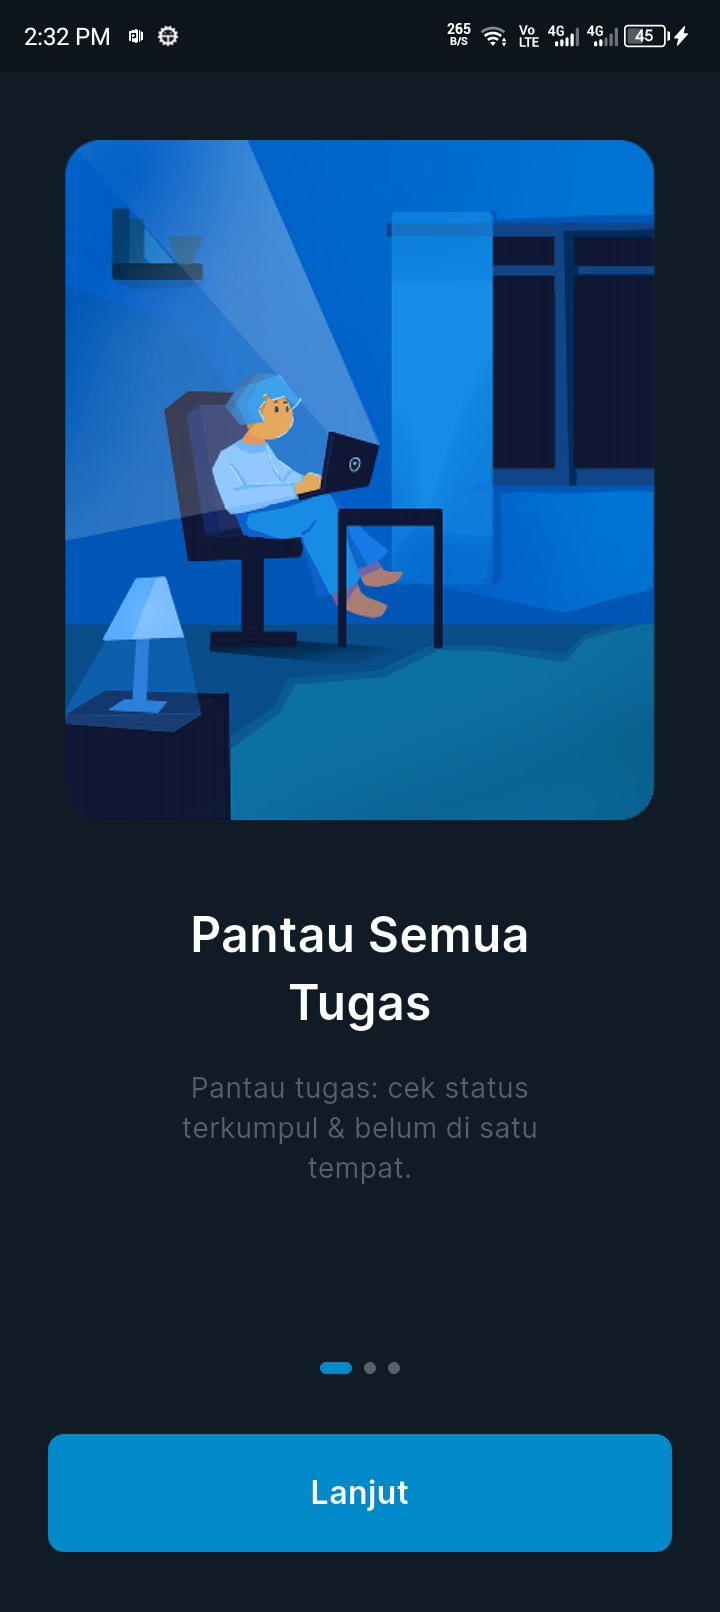 2:32 PM
265 B/S Vo LTE 4G 4G 45
Pantau Semua
Tugas
Pantau tugas: cek status
terkumpul & belum di satu
tempat.
Lanjut